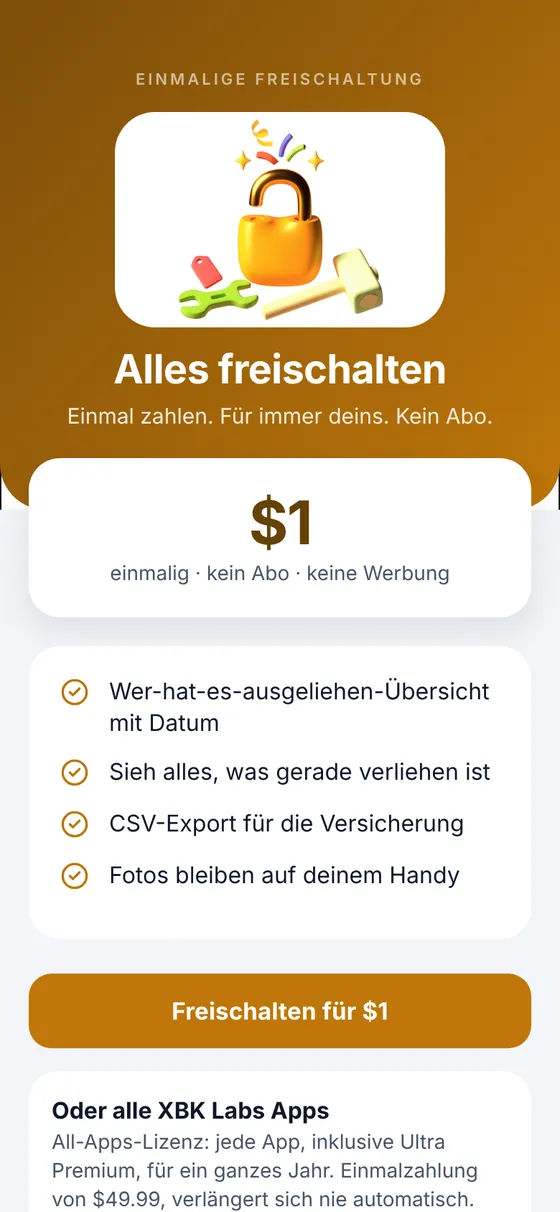 EINMALIGE FREISCHALTUNG
Alles freischalten
Einmal zahlen. Für immer deins. Kein Abo.
$1
einmalig · kein Abo · keine Werbung
Wer-hat-es-ausgeliehen-Übersicht
mit Datum
Sieh alles, was gerade verliehen ist
CSV-Export für die Versicherung
Fotos bleiben auf deinem Handy
Freischalten für $1
Oder alle XBK Labs Apps
All-Apps-Lizenz: jede App, inklusive Ultra
Premium, für ein ganzes Jahr. Einmalzahlung
von $49.99, verlängert sich nie automatisch.